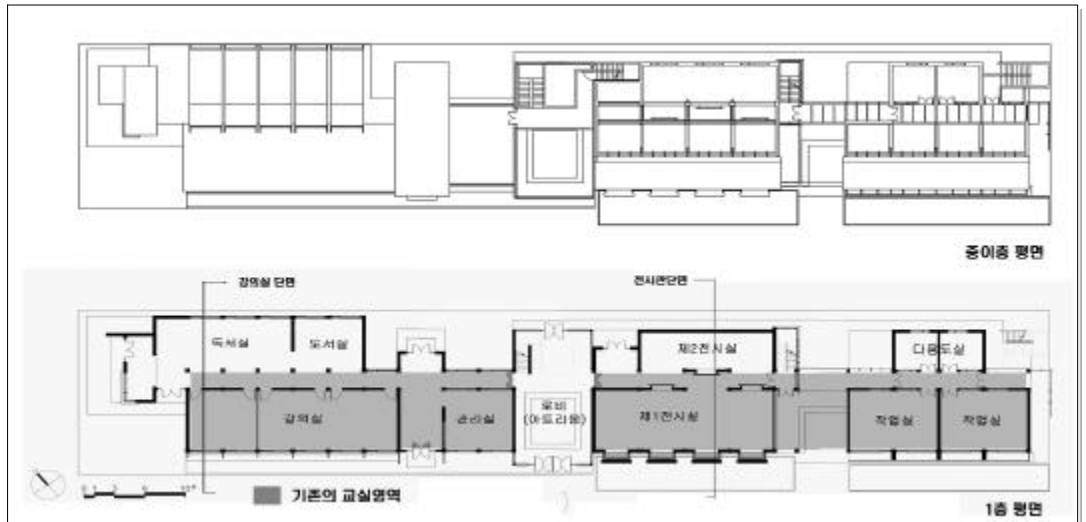 중이층 평면
강의실 단면
전시관단면
독서실
도서실
제2전시실
다용도실
강의실
관리실
로비
(아트리움)
제1전시실
작업실
작업실
기존의 교실영역
1층 평면